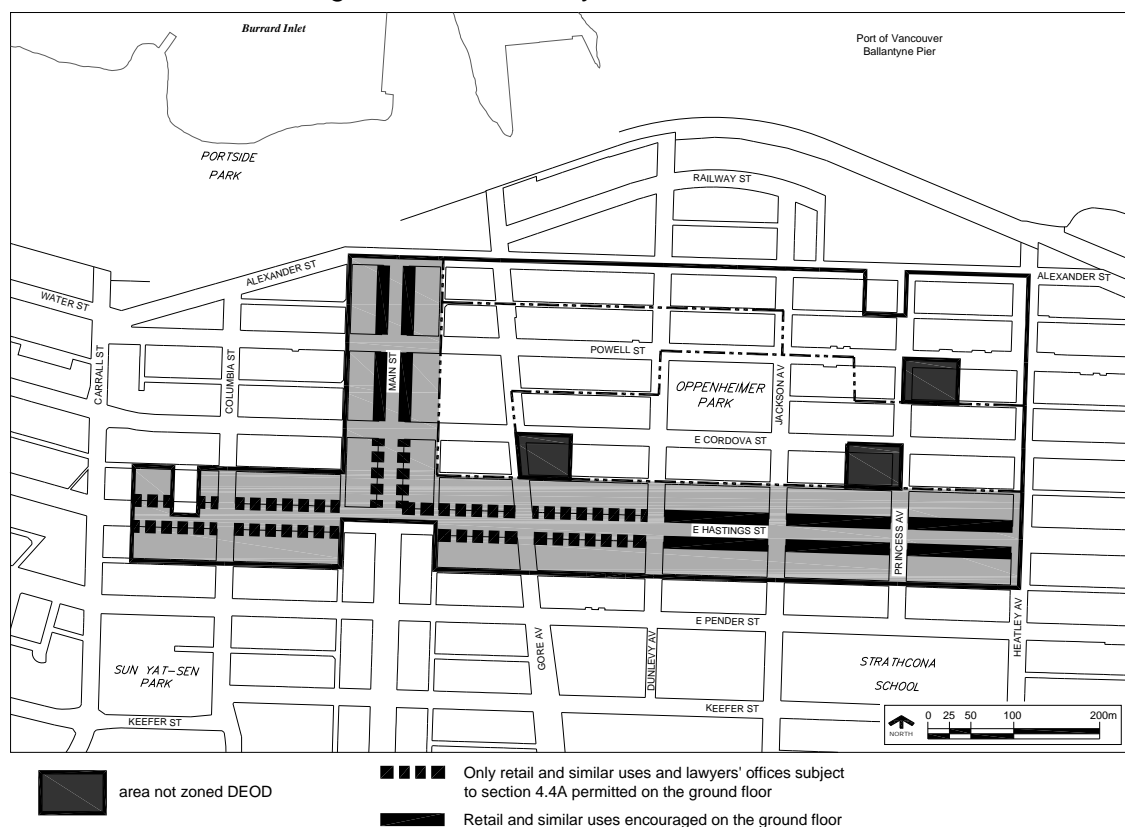 Burrard Inlet
Port of Vancouver
Ballantyne Pier
PORTSIDE
PARK
RAILWAY ST
ALEXANDER ST
ALEXANDER ST
WATER ST
CARRALL ST
COLUMBIA ST
MAIN ST
POWELL ST
OPPENHEIMER
PARK
JACKSON AV
E CORDOVA ST
E HASTINGS ST
PRINCESS AV
E PENDER ST
GORE AV
DUNLEVY AV
HEATLEY AV
SUN YAT-SEN
PARK
STRATHCONA
SCHOOL
KEEFER ST
KEEFER ST
NORTH
0 25 50 100 200m
area not zoned DEOD
Only retail and similar uses and lawyers' offices subject
to section 4.4A permitted on the ground floor
Retail and similar uses encouraged on the ground floor